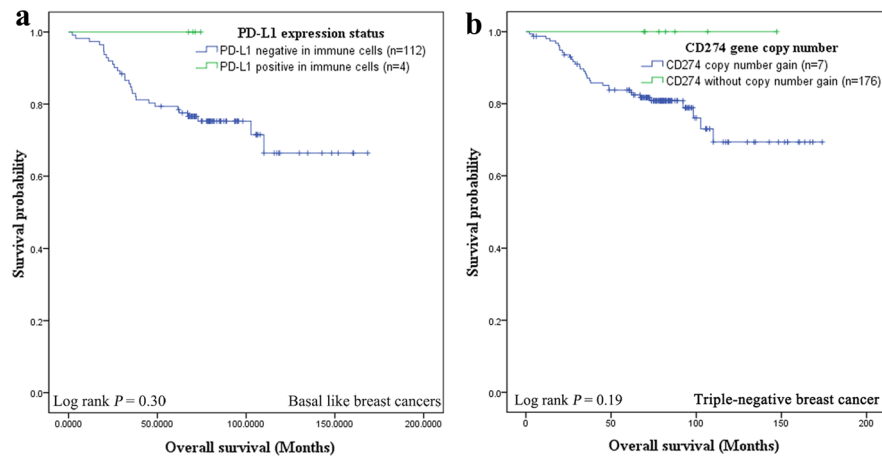 a
PD-L1 expression status
PD-L1 negative in immune cells (n=112)
PD-L1 positive in immune cells (n=4)
Survival probability
1.0
0.8
0.6
0.4
0.2
0.0
Log rank P = 0.30
Basal like breast cancers
0.0000 50.0000 100.0000 150.0000 200.0000
Overall survival (Months)
b
CD274 gene copy number
CD274 copy number gain (n=7)
CD274 without copy number gain (n=176)
Survival probability
1.0
0.8
0.6
0.4
0.2
0.0
Log rank P = 0.19
Triple-negative breast cancer
0 50 100 150 200
Overall survival (Months)